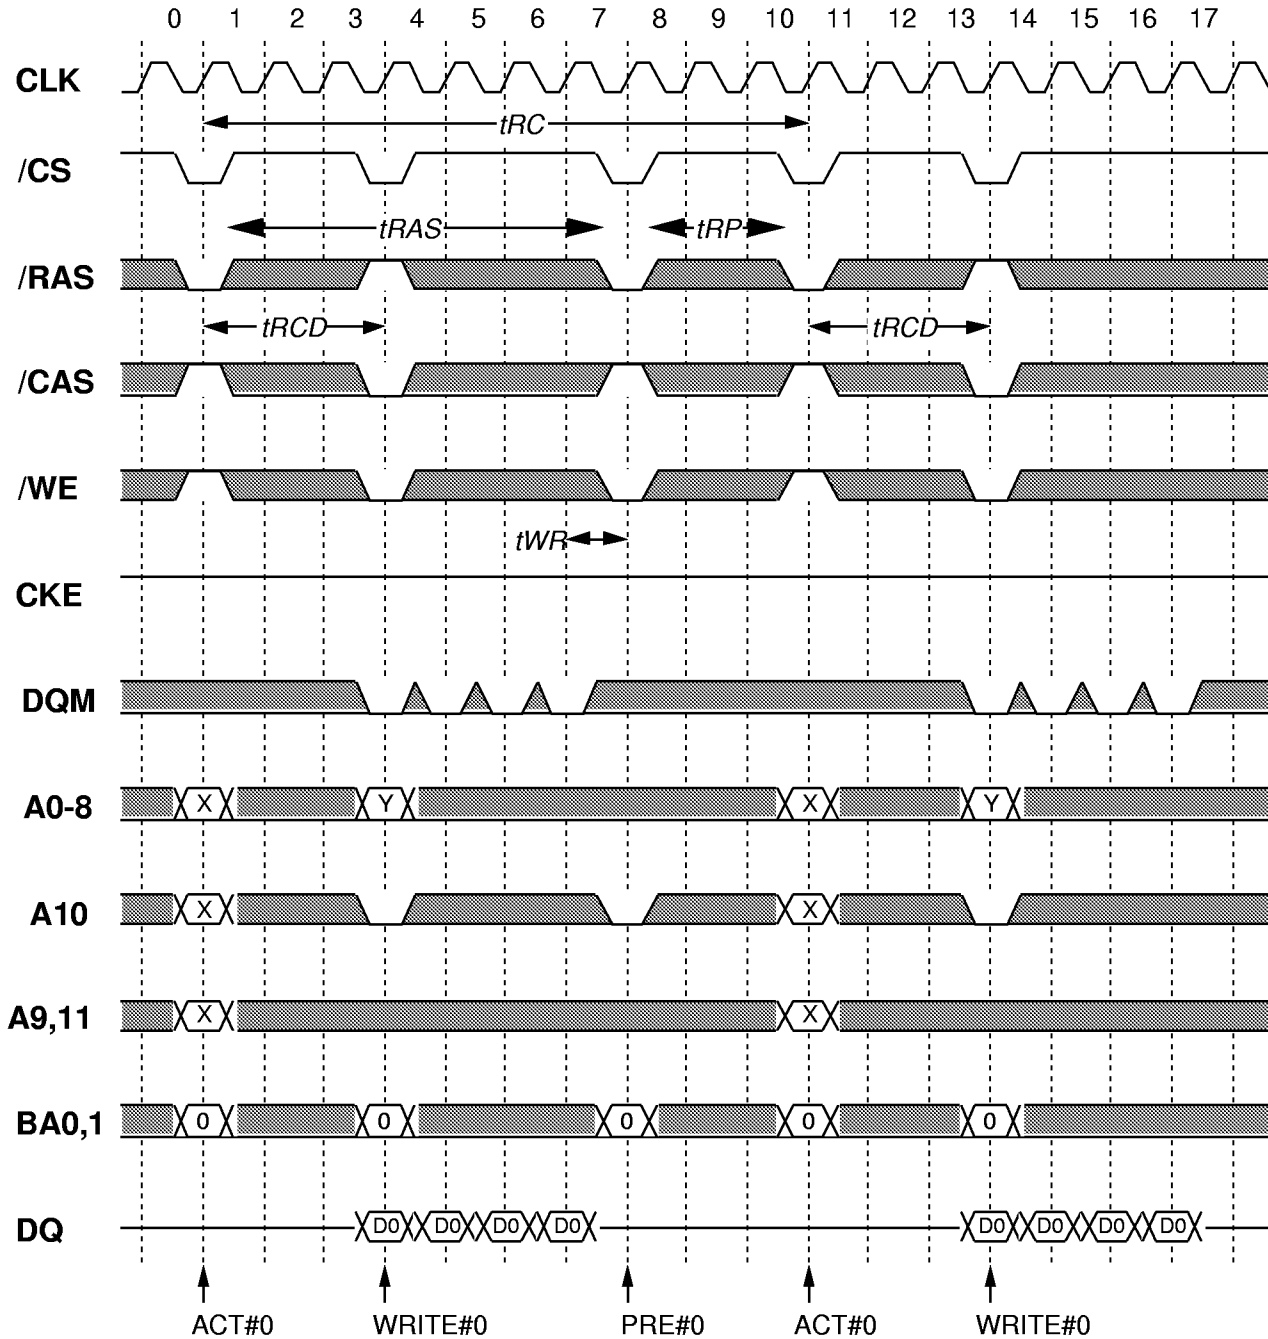 0 1 2 3 4 5 6 7 8 9 10 11 12 13 14 15 16 17
CLK
tRC
/CS
tRAS tRP
/RAS
tRCD tRCD
/CAS
/WE
tWR
CKE
DQM
A0-8 X Y X Y
A10 X X
A9,11 X X
BA0,1 0 0 0 0 0
DQ D0 D0 D0 D0 D0 D0 D0 D0
ACT#0 WRITE#0 PRE#0 ACT#0 WRITE#0